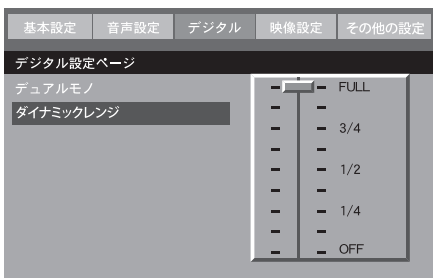 基本設定 音声設定 デジタル 映像設定 その他の設定
デジタル設定ページ
デュアルモノ
ダイナミックレンジ
FULL
3/4
1/2
1/4
OFF